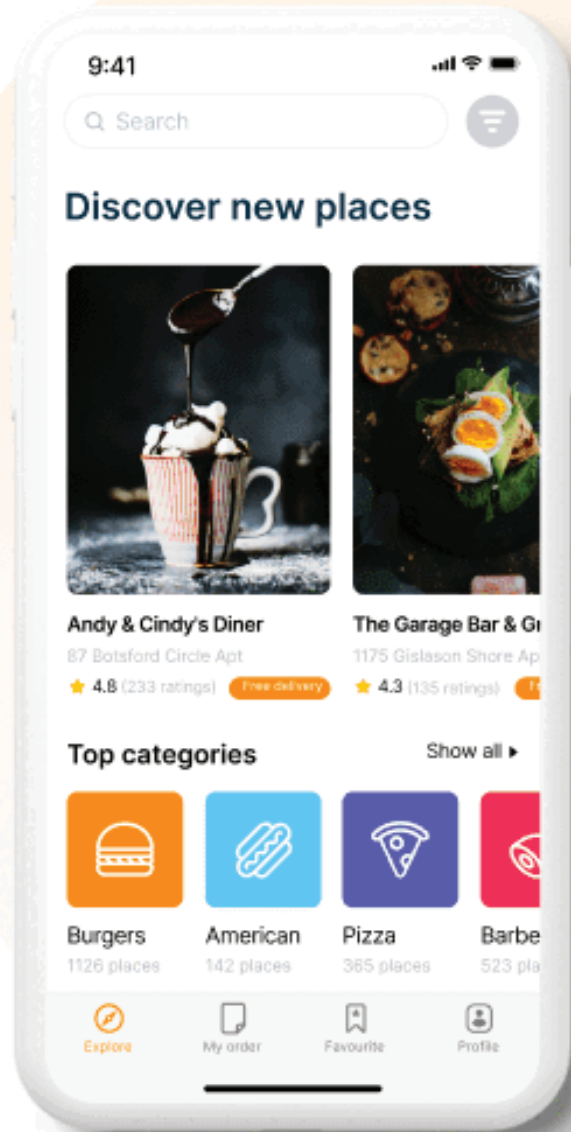 9:41
Search
Discover new places
Andy & Cindy's Diner
The Garage Bar & Gr
87 Botsford Circle Apt
1175 Gislason Shore Ap
4.8 (233 ratings) Free delivery
4.3 (135 ratings)
Top categories
Show all
Burgers
American
Pizza
Barbe
1126 places
142 places
365 places
523 pla
Explore
My order
Favourite
Profile